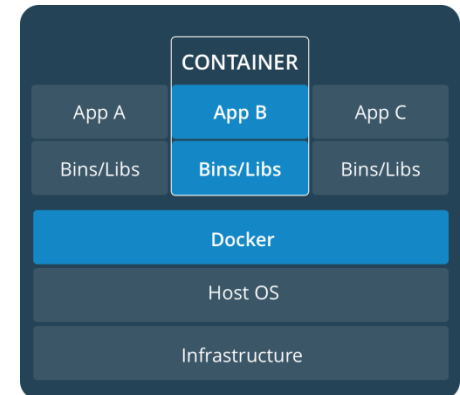 CONTAINER
App A App B App C
Bins/Libs Bins/Libs Bins/Libs
Docker
Host OS
Infrastructure